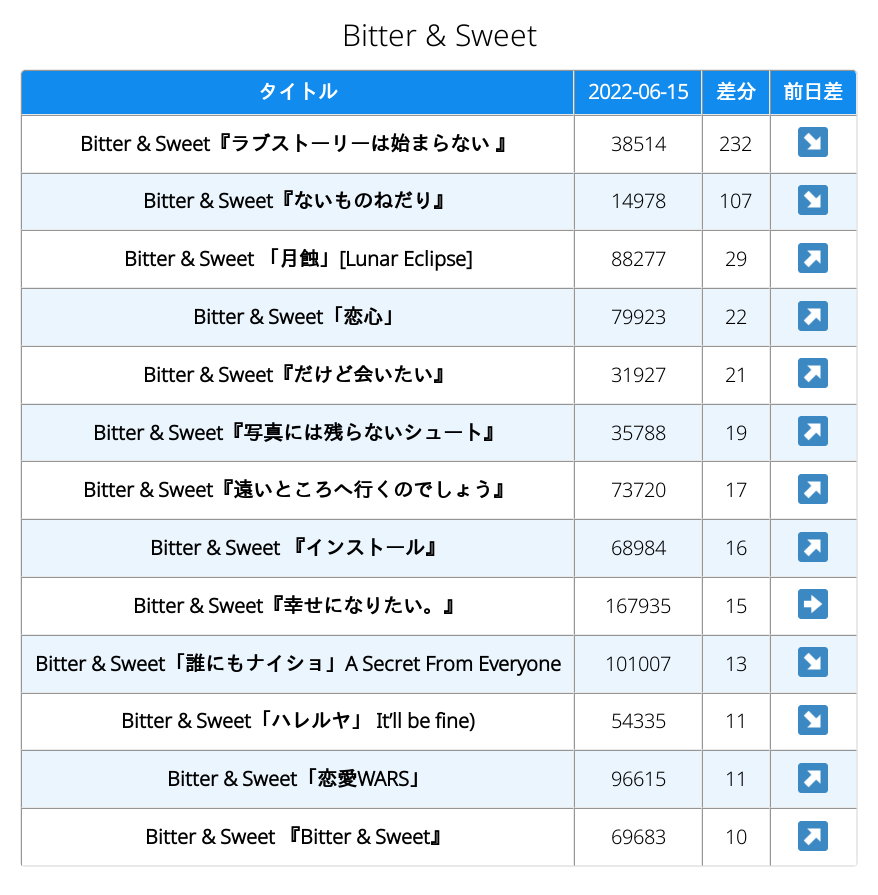 Bitter & Sweet
タイトル 2022-06-15 差分 前日差
Bitter & Sweet『ラブストーリーは始まらない 』 38514 232
Bitter & Sweet『ないものねだり』 14978 107
Bitter & Sweet 「月蝕」[Lunar Eclipse] 88277 29
Bitter & Sweet「恋心」 79923 22
Bitter & Sweet『だけど会いたい』 31927 21
Bitter & Sweet『写真には残らないシュート』 35788 19
Bitter & Sweet『遠いところへ行くのでしょう』 73720 17
Bitter & Sweet 『インストール』 68984 16
Bitter & Sweet『幸せになりたい。』 167935 15
Bitter & Sweet「誰にもナイショ」A Secret From Everyone 101007 13
Bitter & Sweet「ハレルヤ」 It’ll be fine) 54335 11
Bitter & Sweet「恋愛WARS」 96615 11
Bitter & Sweet 『Bitter & Sweet』 69683 10